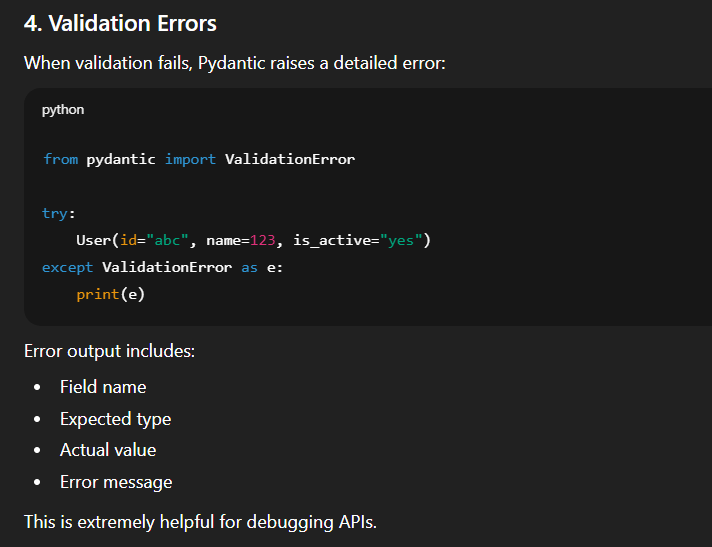 4. Validation Errors
When validation fails, Pydantic raises a detailed error:
python
from pydantic import ValidationError
try:
    User(id="abc", name=123, is_active="yes")
except ValidationError as e:
    print(e)
Error output includes:
• Field name
• Expected type
• Actual value
• Error message
This is extremely helpful for debugging APIs.